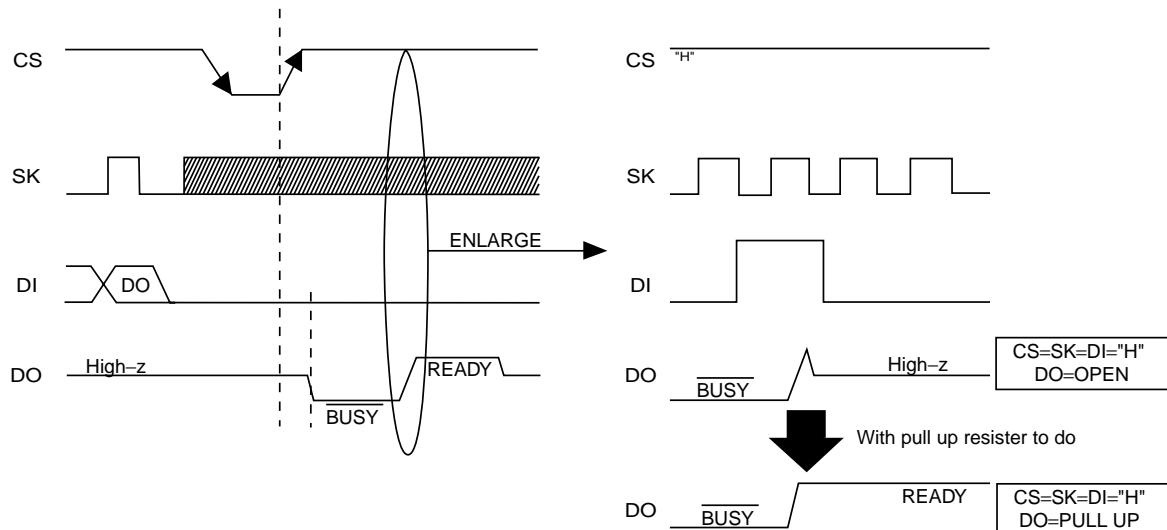 CS
SK
DI
DO
DO
High−z
BUSY
READY
ENLARGE
CS
"H"
SK
DI
DO
BUSY
High−z
CS=SK=DI="H"
DO=OPEN
With pull up resister to do
DO
BUSY
READY
CS=SK=DI="H"
DO=PULL UP